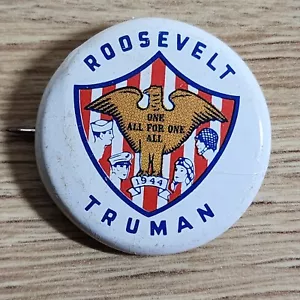 ROOSEVELT
ONE
ALL FOR ONE
ALL
1944
TRUMAN